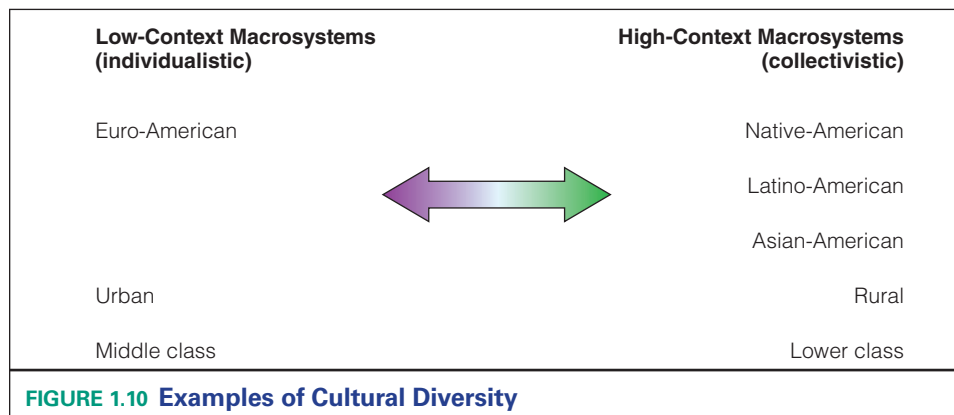 Low-Context Macrosystems
(individualistic)
High-Context Macrosystems
(collectivistic)
Euro-American
Native-American
Latino-American
Asian-American
Urban
Rural
Middle class
Lower class
FIGURE 1.10 Examples of Cultural Diversity